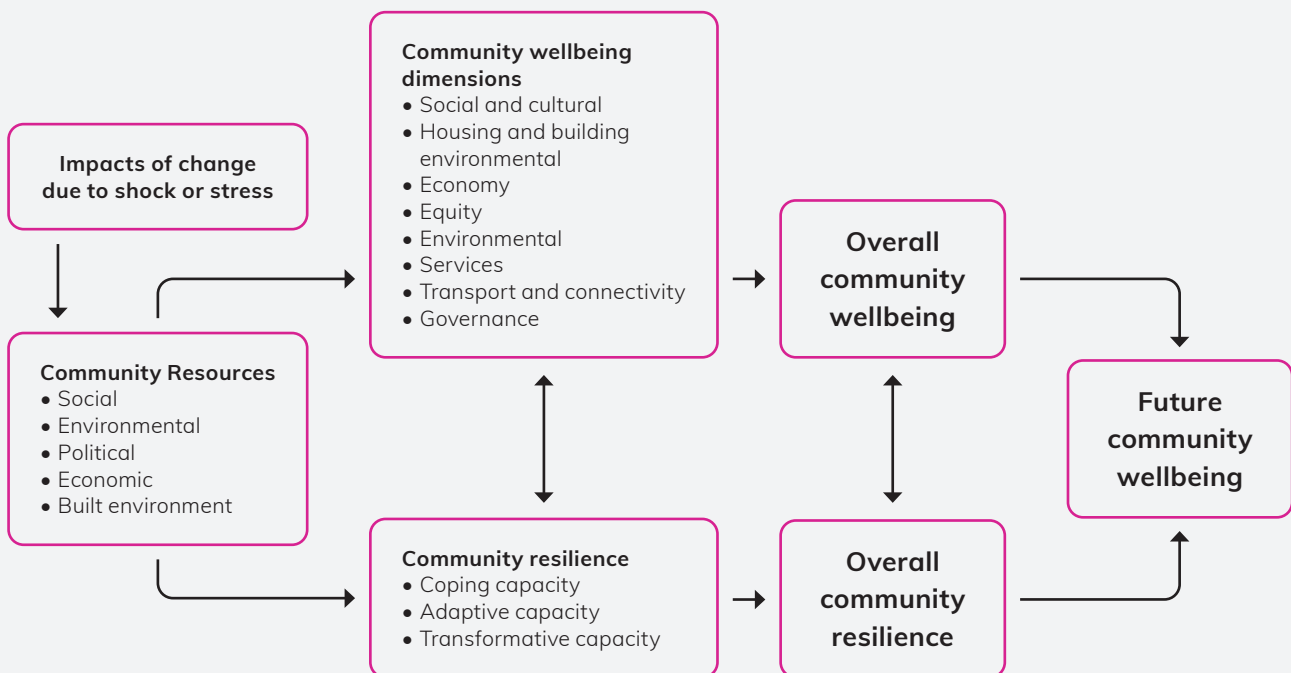 Impacts of change
due to shock or stress
Community Resources
• Social
• Environmental
• Political
• Economic
• Built environment
Community wellbeing
dimensions
• Social and cultural
• Housing and building
environmental
• Economy
• Equity
• Environmental
• Services
• Transport and connectivity
• Governance
Community resilience
• Coping capacity
• Adaptive capacity
• Transformative capacity
Overall
community
wellbeing
Overall
community
resilience
Future
community
wellbeing